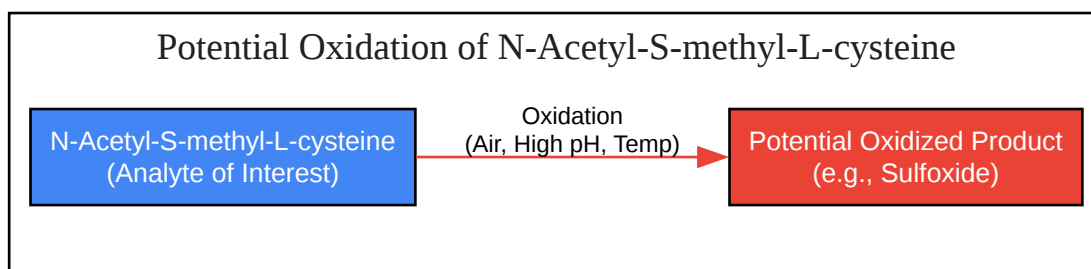 Potential Oxidation of N-Acetyl-S-methyl-L-cysteine
N-Acetyl-S-methyl-L-cysteine
(Analyte of Interest)
Oxidation
(Air, High pH, Temp)
Potential Oxidized Product
(e.g., Sulfoxide)